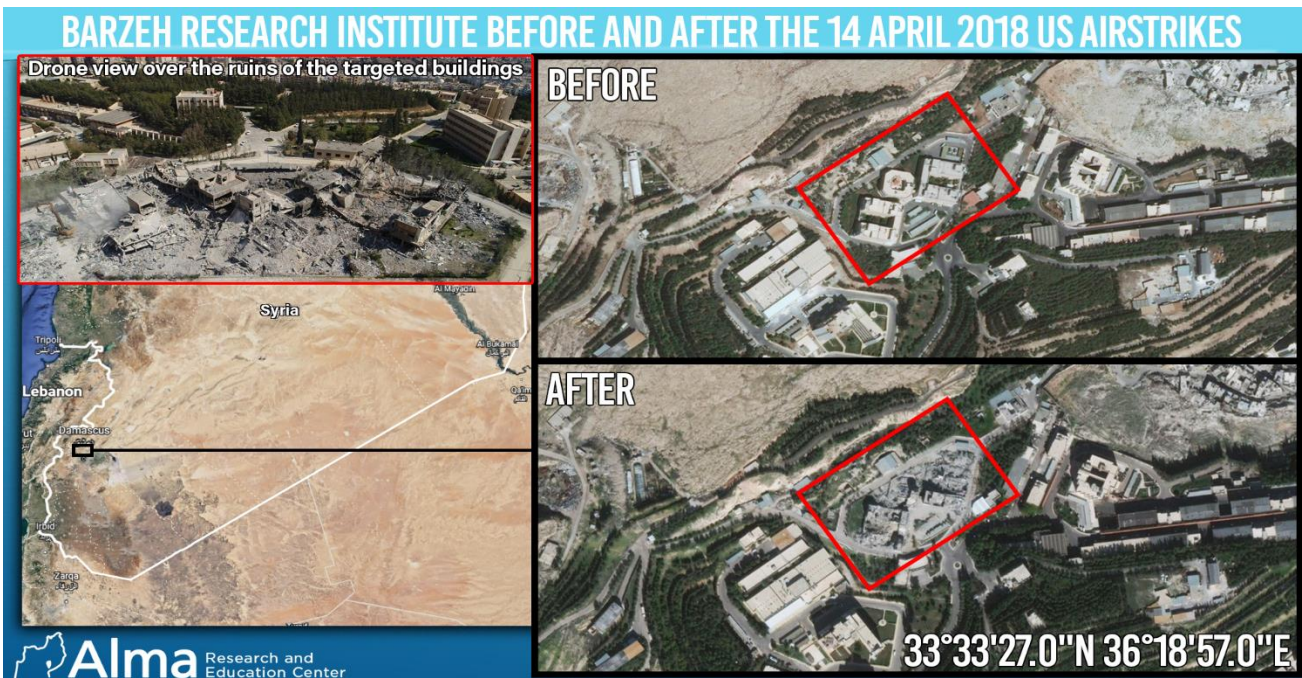 BARZEH RESEARCH INSTITUTE BEFORE AND AFTER THE 14 APRIL 2018 US AIRSTRIKES
Drone view over the ruins of the targeted buildings
BEFORE
Syria
Al Mayadin
Tripoli
طرابلس
Al Bukamal
Lebanon
Damascus
Irbid
Zarqa
الزرقاء
AFTER
33°33'27.0"N 36°18'57.0"E
Alma Research and
Education Center